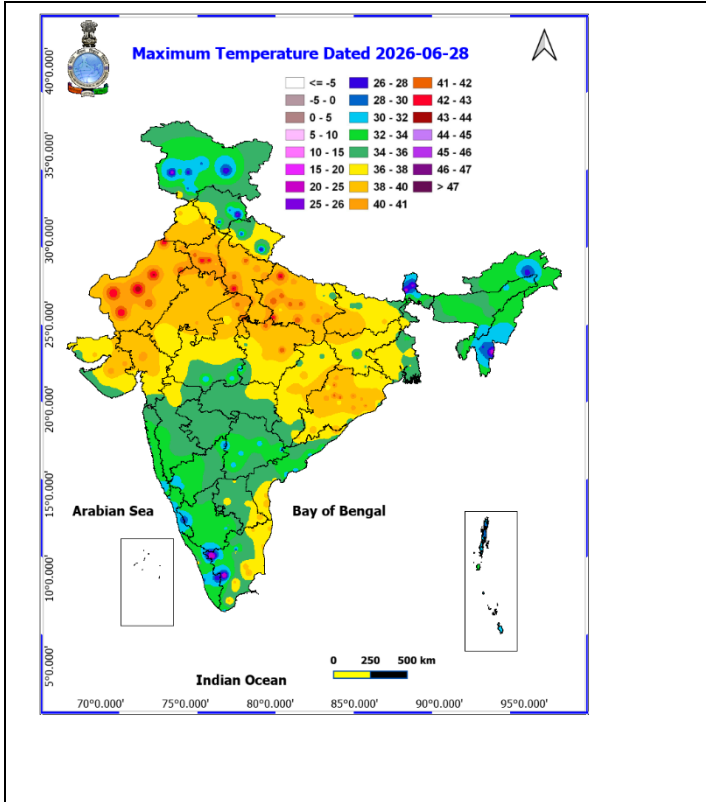 Maximum Temperature Dated 2026-06-28
<= -5
-5 - 0
0 - 5
5 - 10
10 - 15
15 - 20
20 - 25
25 - 26
26 - 28
28 - 30
30 - 32
32 - 34
34 - 36
36 - 38
38 - 40
40 - 41
41 - 42
42 - 43
43 - 44
44 - 45
45 - 46
46 - 47
> 47
40°0.000'
35°0.000'
30°0.000'
25°0.000'
20°0.000'
15°0.000'
10°0.000'
5°0.000'
Arabian Sea
Bay of Bengal
Indian Ocean
0 250 500 km
70°0.000' 75°0.000' 80°0.000' 85°0.000' 90°0.000' 95°0.000'